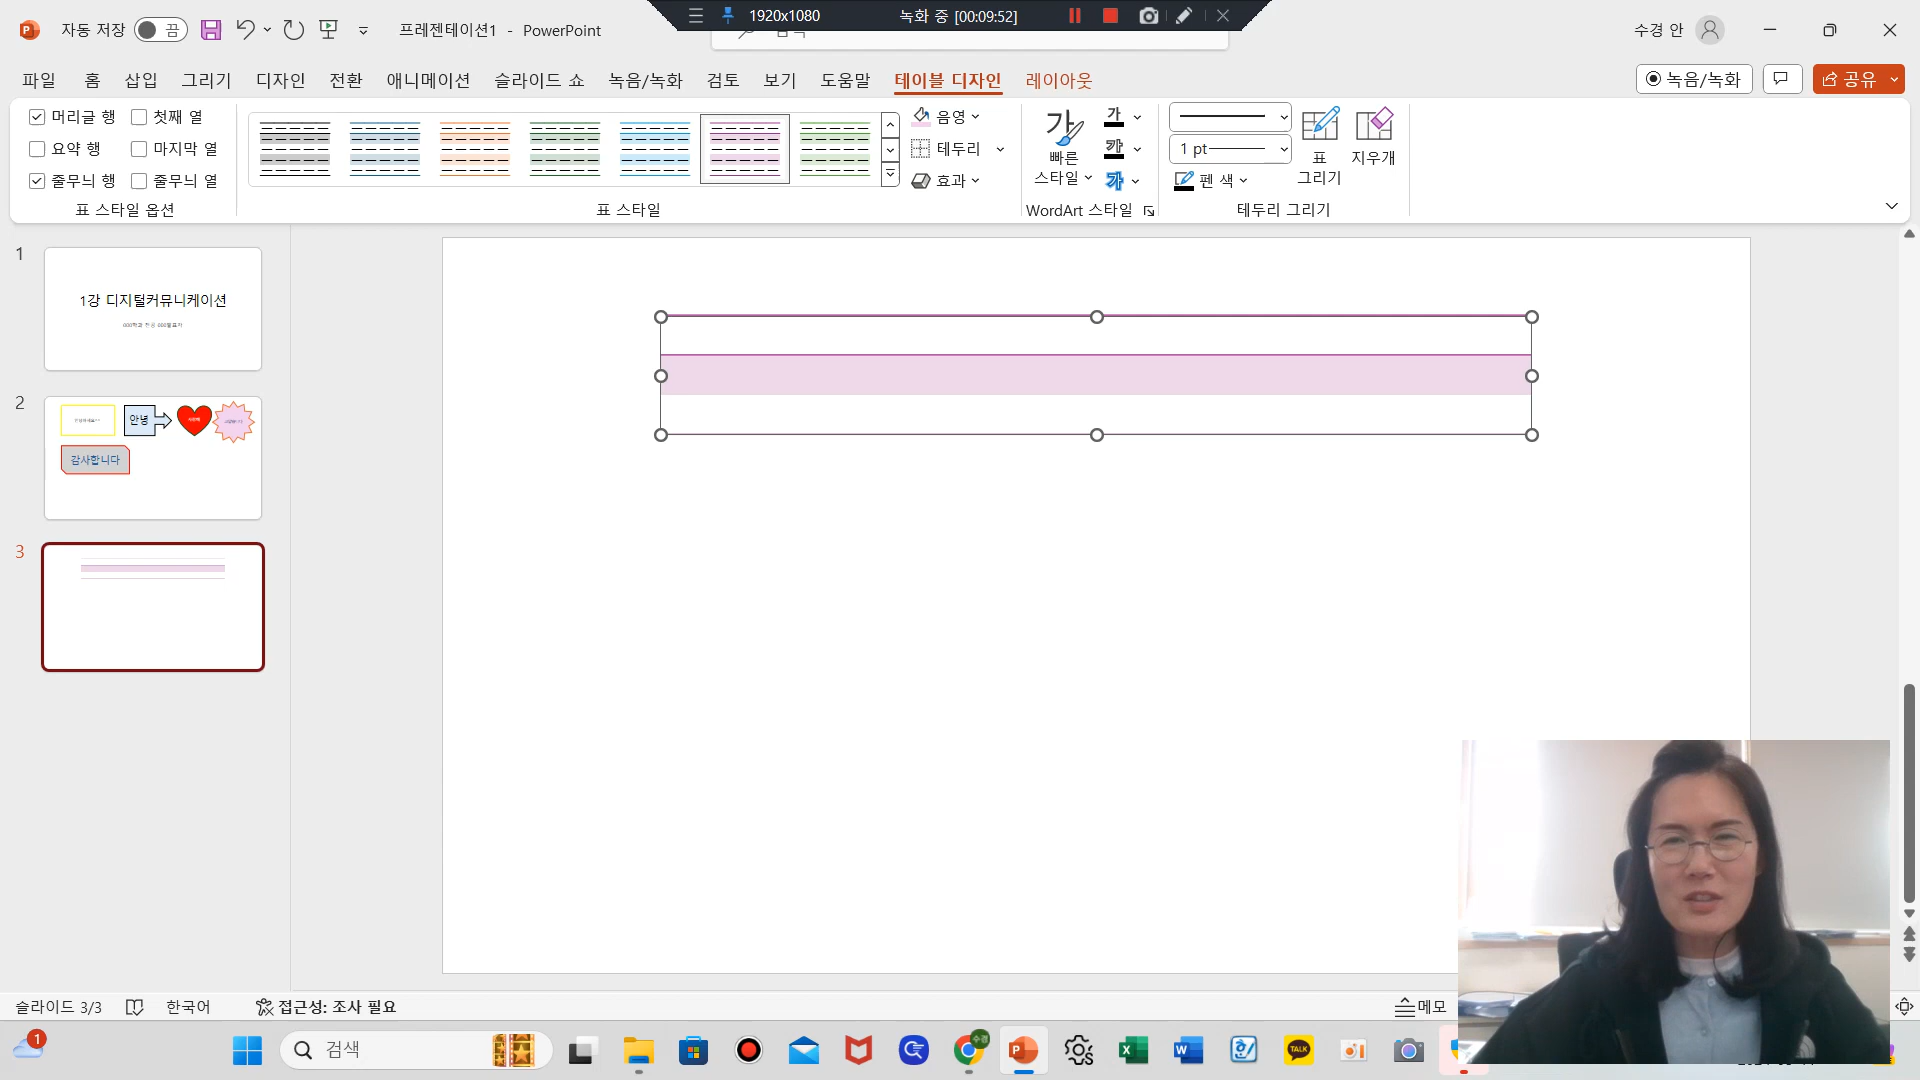 1920x1080
녹화 중 [00:09:52]
자동 저장
끔
프레젠테이션1 - PowerPoint
수경 안
파일 홈 삽입 그리기 디자인 전환 애니메이션 슬라이드 쇼 녹음/녹화 검토 보기 도움말 테이블 디자인 레이아웃
녹음/녹화
공유
머리글 행 첫째 열
요약 행 마지막 열
줄무늬 행 줄무늬 열
표 스타일 옵션
음영
테두리
효과
표 스타일
가
빠른
스타일
가
가
가
WordArt 스타일
1 pt
펜 색
표
그리기
지우개
테두리 그리기
1
1강 디지털커뮤니케이션
2
안녕
감사합니다
3
슬라이드 3/3
한국어
접근성: 조사 필요
메모
1
검색
수경
TALK